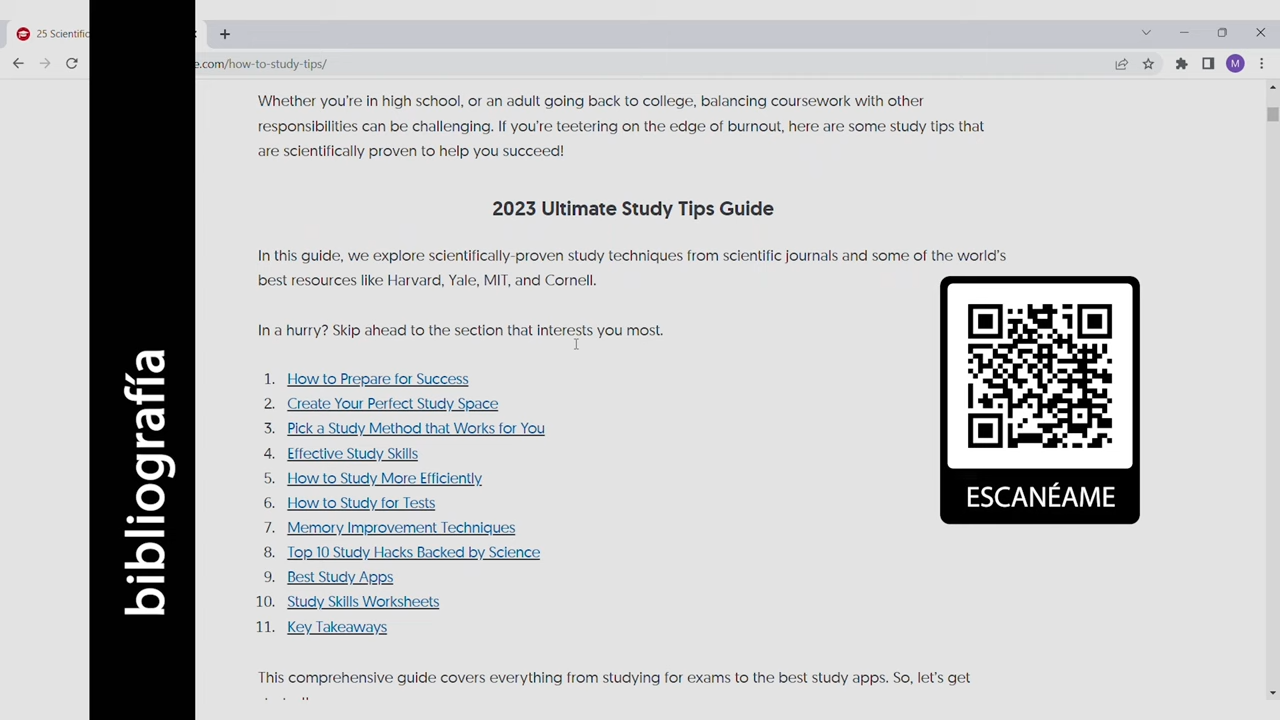 25 Scientific
e.com/how-to-study-tips/
M
Whether you're in high school, or an adult going back to college, balancing coursework with other
responsibilities can be challenging. If you're teetering on the edge of burnout, here are some study tips that
are scientifically proven to help you succeed!
2023 Ultimate Study Tips Guide
In this guide, we explore scientifically-proven study techniques from scientific journals and some of the world's
best resources like Harvard, Yale, MIT, and Cornell.
In a hurry? Skip ahead to the section that interests you most.
1. How to Prepare for Success
2. Create Your Perfect Study Space
3. Pick a Study Method that Works for You
4. Effective Study Skills
5. How to Study More Efficiently
6. How to Study for Tests
7. Memory Improvement Techniques
8. Top 10 Study Hacks Backed by Science
9. Best Study Apps
10. Study Skills Worksheets
11. Key Takeaways
This comprehensive guide covers everything from studying for exams to the best study apps. So, let's get
bibliografía
ESCANÉAME